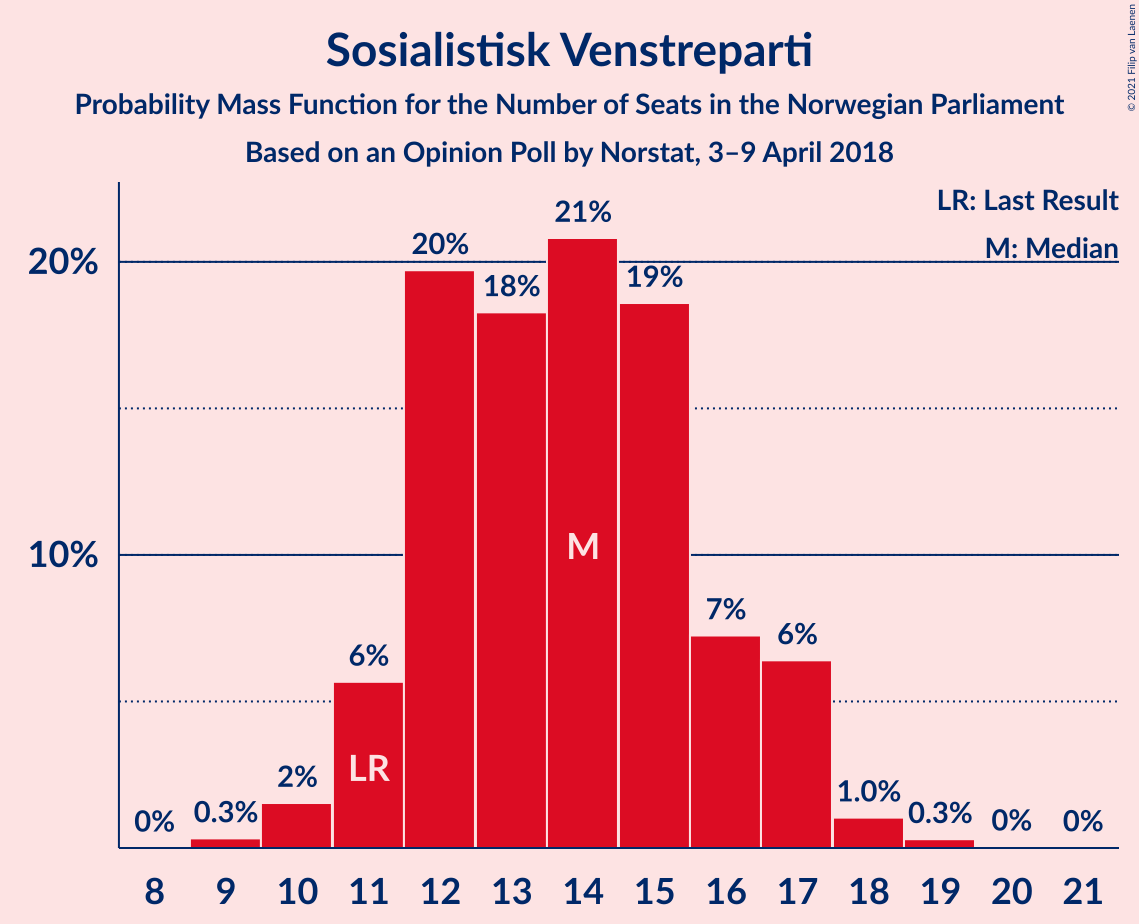 Sosialistisk Venstreparti
Probability Mass Function for the Number of Seats in the Norwegian Parliament
Based on an Opinion Poll by Norstat, 3–9 April 2018
© 2021 Filip van Laenen
LR: Last Result
M: Median
20%
10%
0%
0.3%
2%
6%
20%
18%
21%
19%
7%
6%
1.0%
0.3%
0%
0%
LR
M
8 9 10 11 12 13 14 15 16 17 18 19 20 21